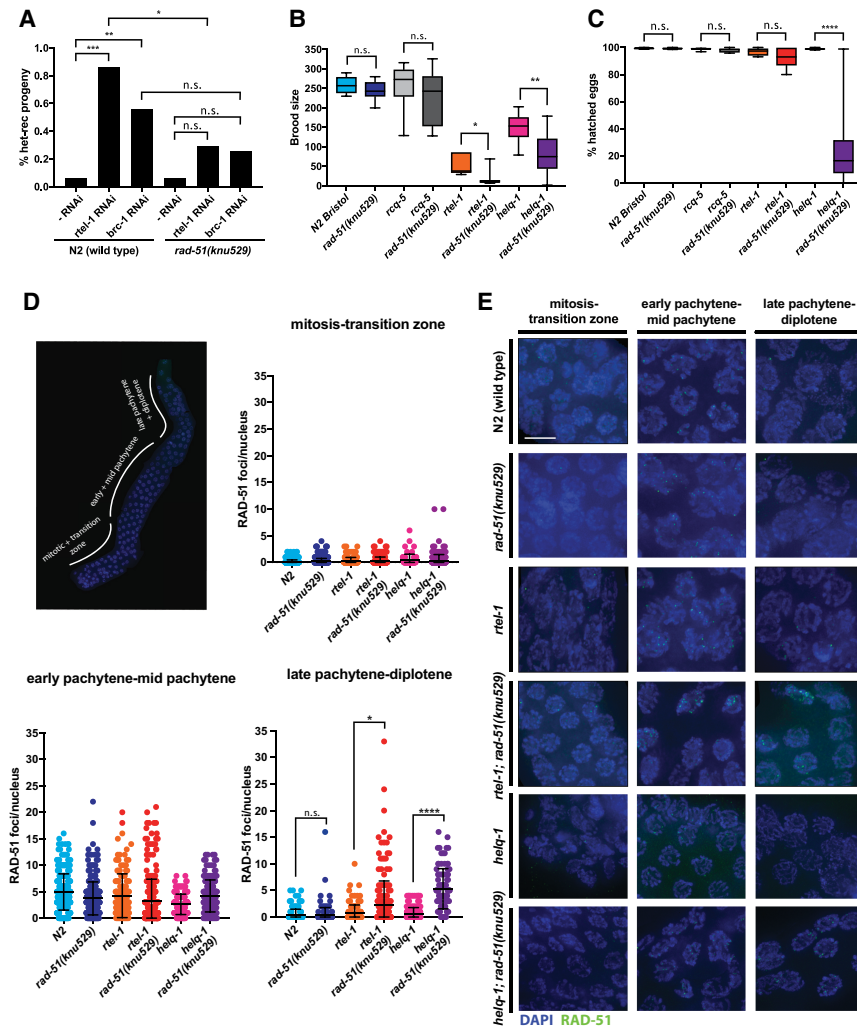 A
% het-rec progeny
1.0
0.8
0.6
0.4
0.2
0.0
*
**
***
n.s.
n.s.
n.s.
- RNAi
rtel-1 RNAi
brc-1 RNAi
- RNAi
rtel-1 RNAi
brc-1 RNAi
N2 (wild type)
rad-51(knu529)
B
Brood size
350
300
250
200
150
100
50
0
n.s.
n.s.
*
**
N2 Bristol
rad-51(knu529)
rcq-5
rcq-5
rad-51(knu529)
rtel-1
rtel-1
rad-51(knu529)
helq-1
helq-1
rad-51(knu529)
C
% hatched eggs
100
80
60
40
20
0
n.s.
n.s.
n.s.
****
N2 Bristol
rad-51(knu529)
rcq-5
rcq-5
rad-51(knu529)
rtel-1
rtel-1
rad-51(knu529)
helq-1
helq-1
rad-51(knu529)
D
late pachytene
+ diplotene
early + mid pachytene
mitotic + transition
zone
mitosis-transition zone
RAD-51 foci/nucleus
35
30
25
20
15
10
5
0
N2
rad-51(knu529)
rtel-1
rtel-1
rad-51(knu529)
helq-1
helq-1
rad-51(knu529)
early pachytene-mid pachytene
RAD-51 foci/nucleus
35
30
25
20
15
10
5
0
N2
rad-51(knu529)
rtel-1
rtel-1
rad-51(knu529)
helq-1
helq-1
rad-51(knu529)
late pachytene-diplotene
RAD-51 foci/nucleus
35
30
25
20
15
10
5
0
n.s.
*
****
N2
rad-51(knu529)
rtel-1
rtel-1
rad-51(knu529)
helq-1
helq-1
rad-51(knu529)
E
mitosis-
transition zone
early pachytene-
mid pachytene
late pachytene-
diplotene
N2 (wild type)
rad-51(knu529)
rtel-1
rtel-1; rad-51(knu529)
helq-1
helq-1; rad-51(knu529)
DAPI RAD-51